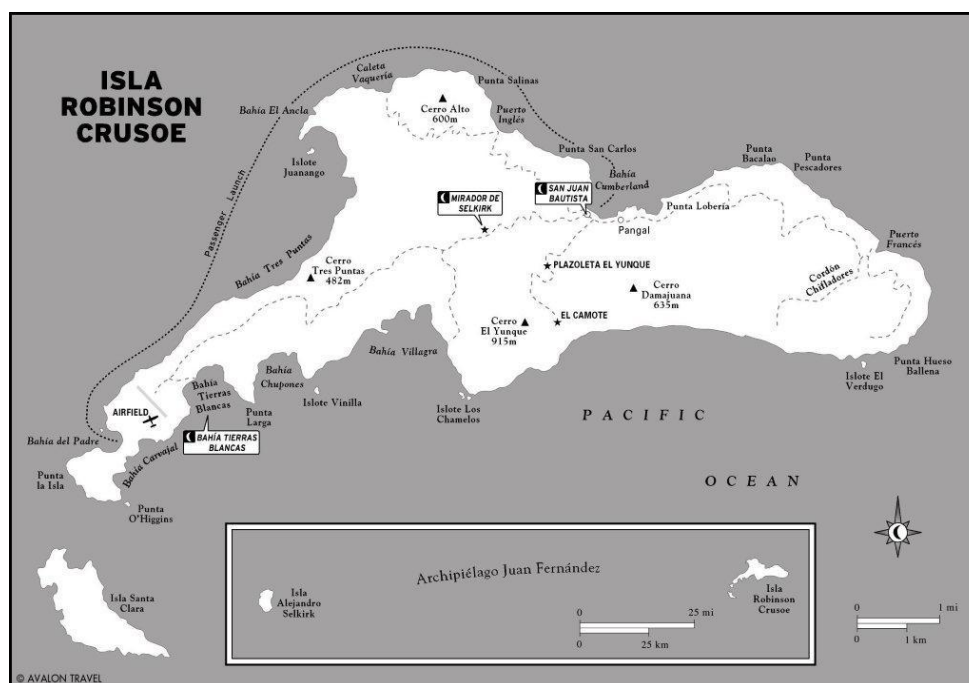 ISLA
ROBINSON
CRUSOE
Caleta
Vaquería
Punta Salinas
Bahía El Ancla
Cerro Alto
600m
Puerto
Inglés
Islote
Juanango
Punta San Carlos
Bahía
Cumberland
Punta
Bacalao
Punta
Pescadores
Passenger Launch
MIRADOR DE
SELKIRK
SAN JUAN
BAUTISTA
Punta Lobería
Pangal
Puerto
Francés
Bahía Tres Puntas
Cerro
Tres Puntas
482m
PLAZOLETA EL YUNQUE
Cordón
Chifladores
Cerro
Damajuana
635m
EL CAMOTE
Cerro
El Yunque
915m
Bahía Villagra
Punta Hueso
Ballena
Islote El
Verdugo
Bahía
Chupones
Bahía
Tierras
Blancas
Islote Vinilla
Islote Los
Chamelos
AIRFIELD
Punta
Larga
PACIFIC
OCEAN
Bahía del Padre
BAHÍA TIERRAS
BLANCAS
Bahía Carvajal
Punta
la Isla
Punta
O'Higgins
Isla Santa
Clara
Archipiélago Juan Fernández
Isla
Alejandro
Selkirk
Isla
Robinson
Crusoe
0 25 mi
0 25 km
0 1 mi
0 1 km
© AVALON TRAVEL